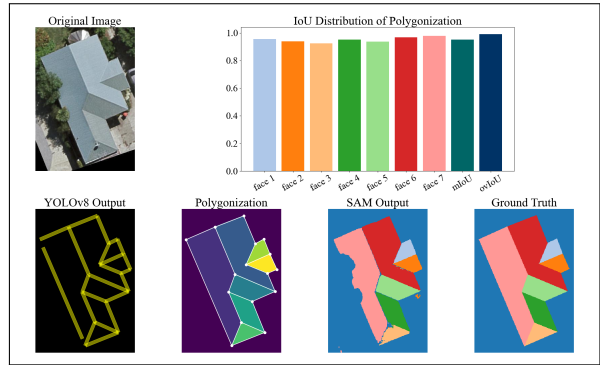 Original Image
IoU Distribution of Polygonization
1.0
0.8
0.6
0.4
0.2
0.0
face 1 face 2 face 3 face 4 face 5 face 6 face 7 mIoU ovIoU
YOLOv8 Output Polygonization SAM Output Ground Truth